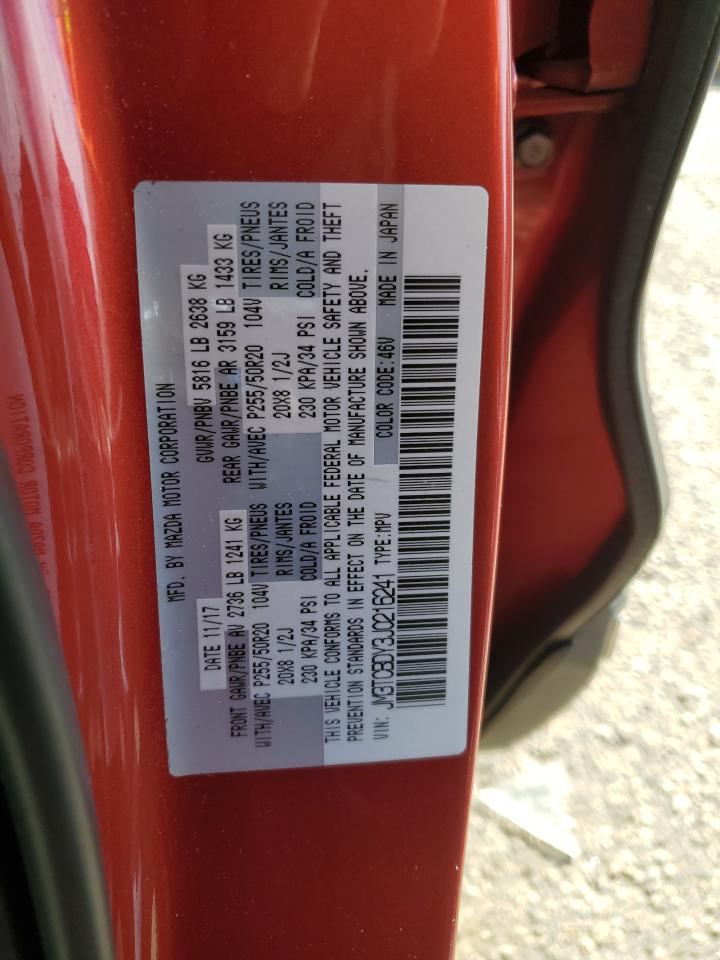 MFD. BY MAZDA MOTOR CORPORATION
DATE 11/17 GVWR/PNBV 5816 LB 2638 KG
FRONT GAWR/PNBE AV 2736 LB 1241 KG REAR GAWR/PNBE AR 3159 LB 1433 KG
WITH/AVEC P255/50R20 104V TIRES/PNEUS WITH/AVEC P255/50R20 104V TIRES/PNEUS
20X8 1/2J RIMS/JANTES 20X8 1/2J RIMS/JANTES
230 KPA/34 PSI COLD/A FROID 230 KPA/34 PSI COLD/A FROID
THIS VEHICLE CONFORMS TO ALL APPLICABLE FEDERAL MOTOR VEHICLE SAFETY AND THEFT
PREVENTION STANDARDS IN EFFECT ON THE DATE OF MANUFACTURE SHOWN ABOVE.
VIN: JM3TCBDY3J0216241 TYPE:MPV COLOR CODE:46V MADE IN JAPAN